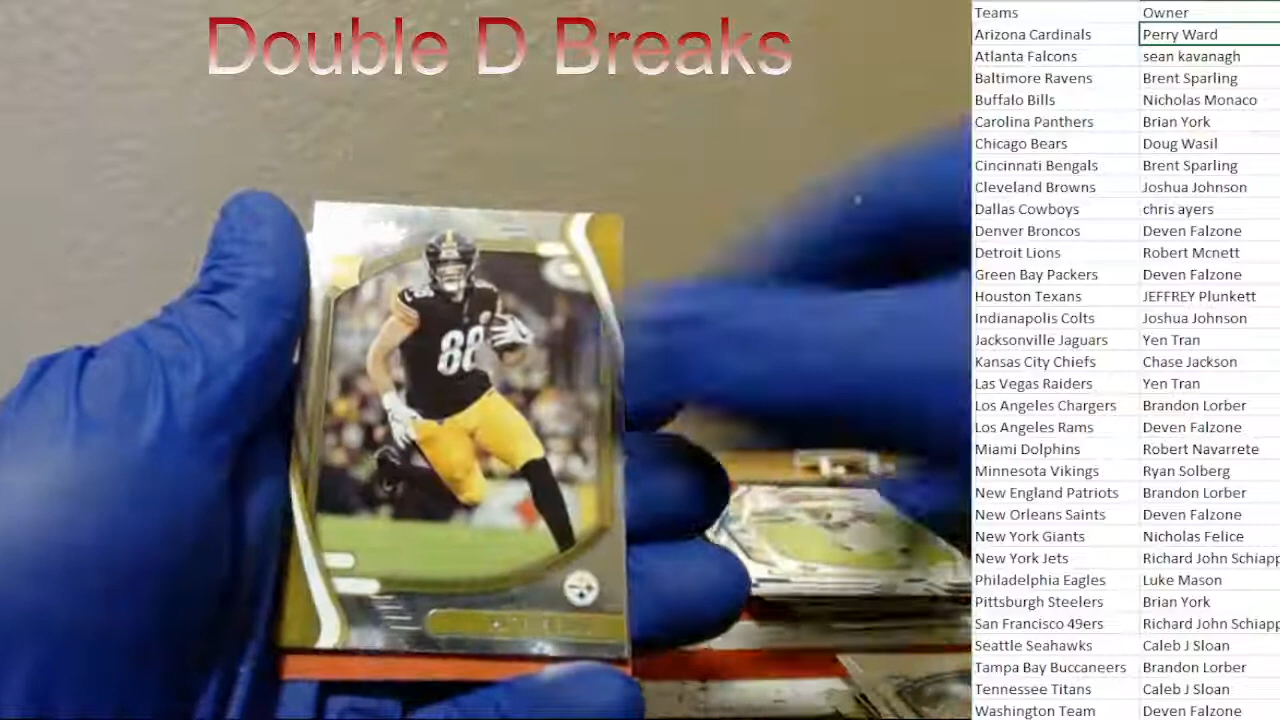 Double D Breaks
88
88
Teams Owner
Arizona Cardinals Perry Ward
Atlanta Falcons sean kavanagh
Baltimore Ravens Brent Sparling
Buffalo Bills Nicholas Monaco
Carolina Panthers Brian York
Chicago Bears Doug Wasil
Cincinnati Bengals Brent Sparling
Cleveland Browns Joshua Johnson
Dallas Cowboys chris ayers
Denver Broncos Deven Falzone
Detroit Lions Robert Mcnett
Green Bay Packers Deven Falzone
Houston Texans JEFFREY Plunkett
Indianapolis Colts Joshua Johnson
Jacksonville Jaguars Yen Tran
Kansas City Chiefs Chase Jackson
Las Vegas Raiders Yen Tran
Los Angeles Chargers Brandon Lorber
Los Angeles Rams Deven Falzone
Miami Dolphins Robert Navarrete
Minnesota Vikings Ryan Solberg
New England Patriots Brandon Lorber
New Orleans Saints Deven Falzone
New York Giants Nicholas Felice
New York Jets Richard John Schiapp
Philadelphia Eagles Luke Mason
Pittsburgh Steelers Brian York
San Francisco 49ers Richard John Schiapp
Seattle Seahawks Caleb J Sloan
Tampa Bay Buccaneers Brandon Lorber
Tennessee Titans Caleb J Sloan
Washington Team Deven Falzone